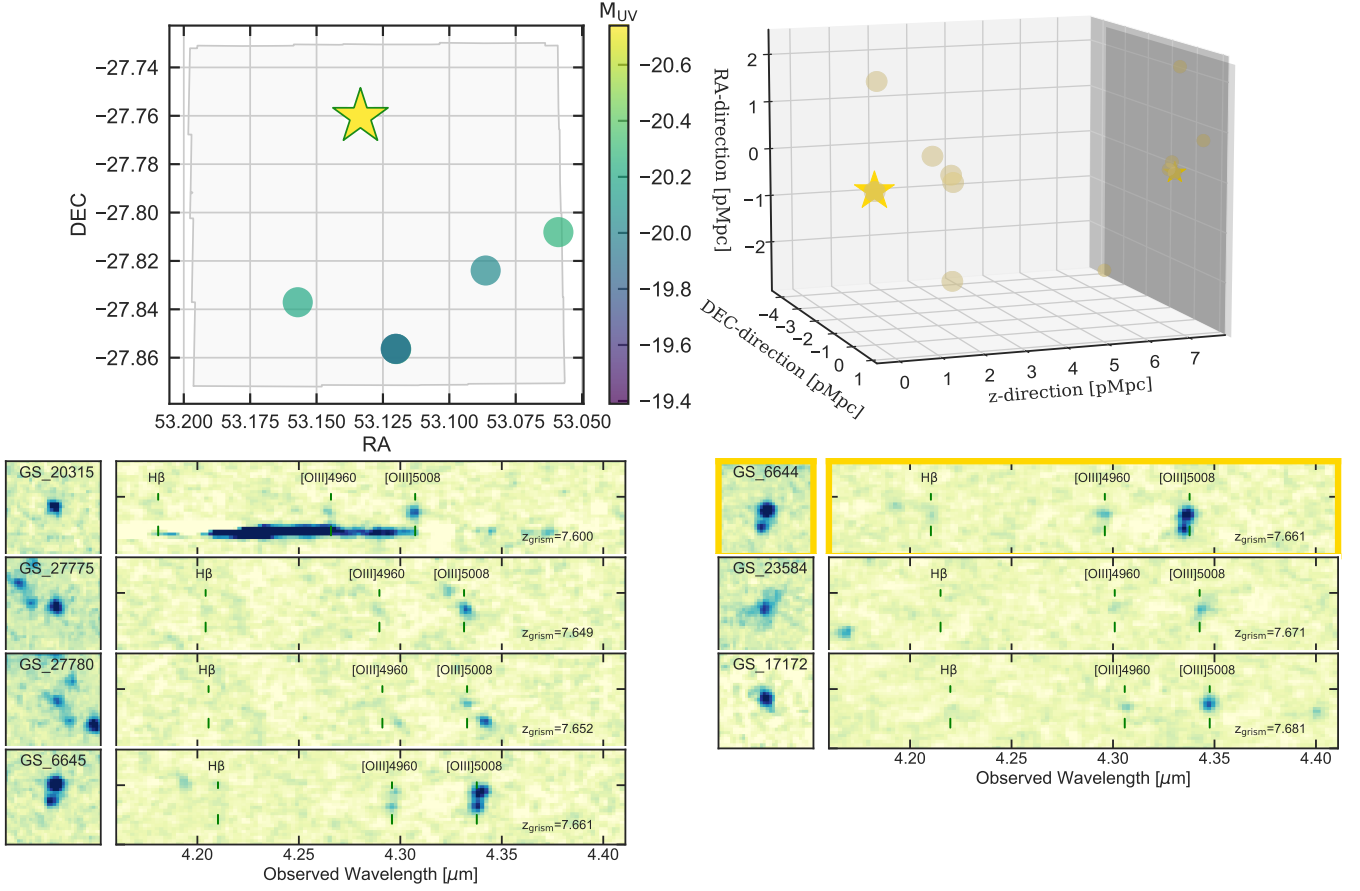 M_UV
−27.74
−27.76
−27.78
−27.80
−27.82
−27.84
−27.86
DEC
53.200 53.175 53.150 53.125 53.100 53.075 53.050
RA
−20.6
−20.4
−20.2
−20.0
−19.8
−19.6
−19.4
2
1
0
−1
−2
RA-direction [pMpc]
−4
−3
−2
−1
0
1
DEC-direction [pMpc]
0 1 2 3 4 5 6 7
z-direction [pMpc]
GS_20315
Hβ [OIII]4960 [OIII]5008
z_grism=7.600
GS_27775
Hβ [OIII]4960 [OIII]5008
z_grism=7.649
GS_27780
Hβ [OIII]4960 [OIII]5008
z_grism=7.652
GS_6645
Hβ [OIII]4960 [OIII]5008
z_grism=7.661
4.20 4.25 4.30 4.35 4.40
Observed Wavelength [μm]
GS_6644
Hβ [OIII]4960 [OIII]5008
z_grism=7.661
GS_23584
Hβ [OIII]4960 [OIII]5008
z_grism=7.671
GS_17172
Hβ [OIII]4960 [OIII]5008
z_grism=7.681
4.20 4.25 4.30 4.35 4.40
Observed Wavelength [μm]